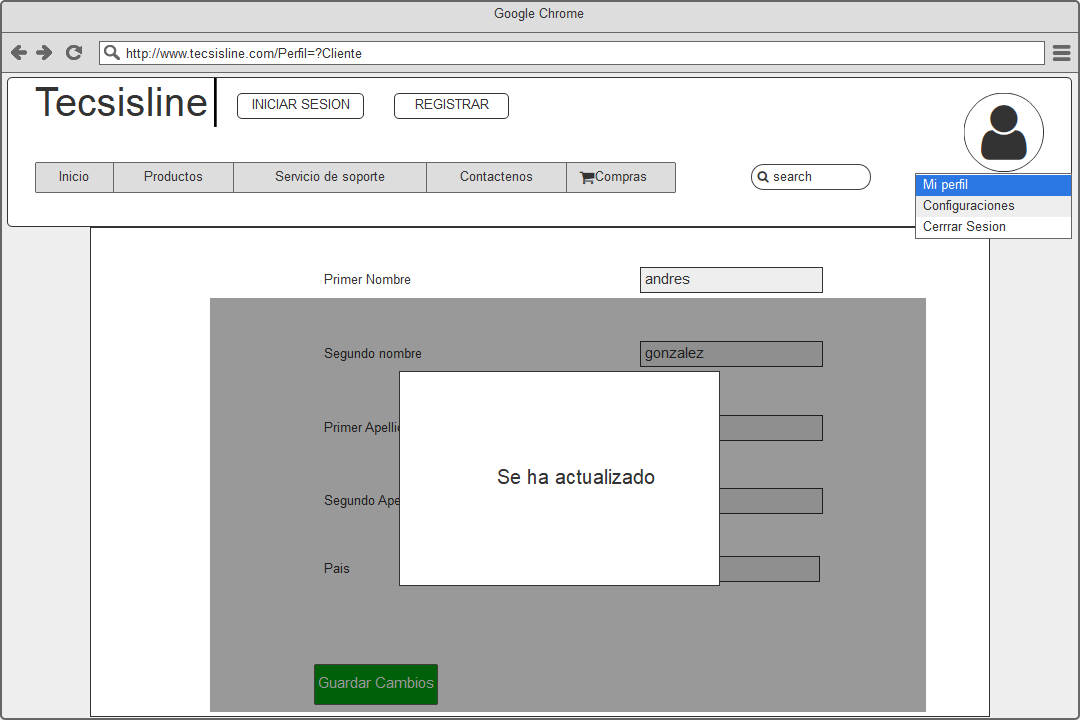 Google Chrome
http://www.tecsisline.com/Perfil=?Cliente
Tecsisline
INICIAR SESION
REGISTRAR
Inicio
Productos
Servicio de soporte
Contactenos
Compras
search
Mi perfil
Configuraciones
Cerrrar Sesion
Primer Nombre
andres
Segundo nombre
gonzalez
Primer Apellic
Segundo Ape
Se ha actualizado
Pais
Guardar Cambios